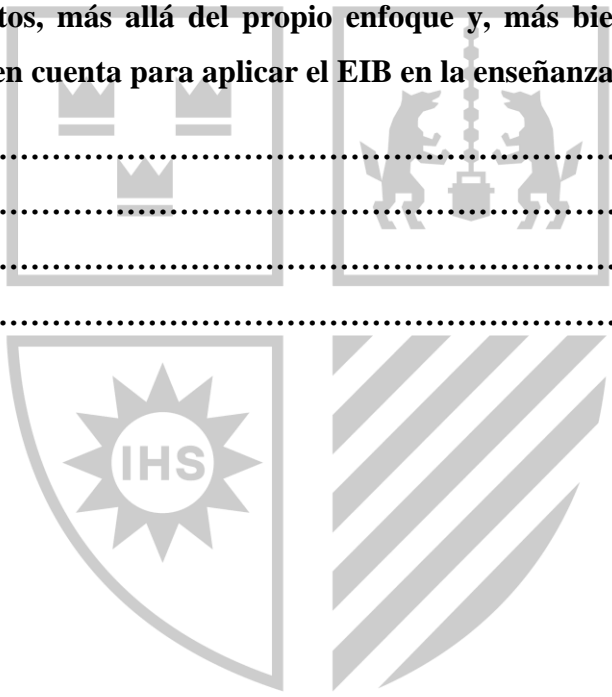 tos, más allá del propio enfoque y, más bie
en cuenta para aplicar el EIB en la enseñanza
................................................................
................................................................
................................................................
................................................................
IHS